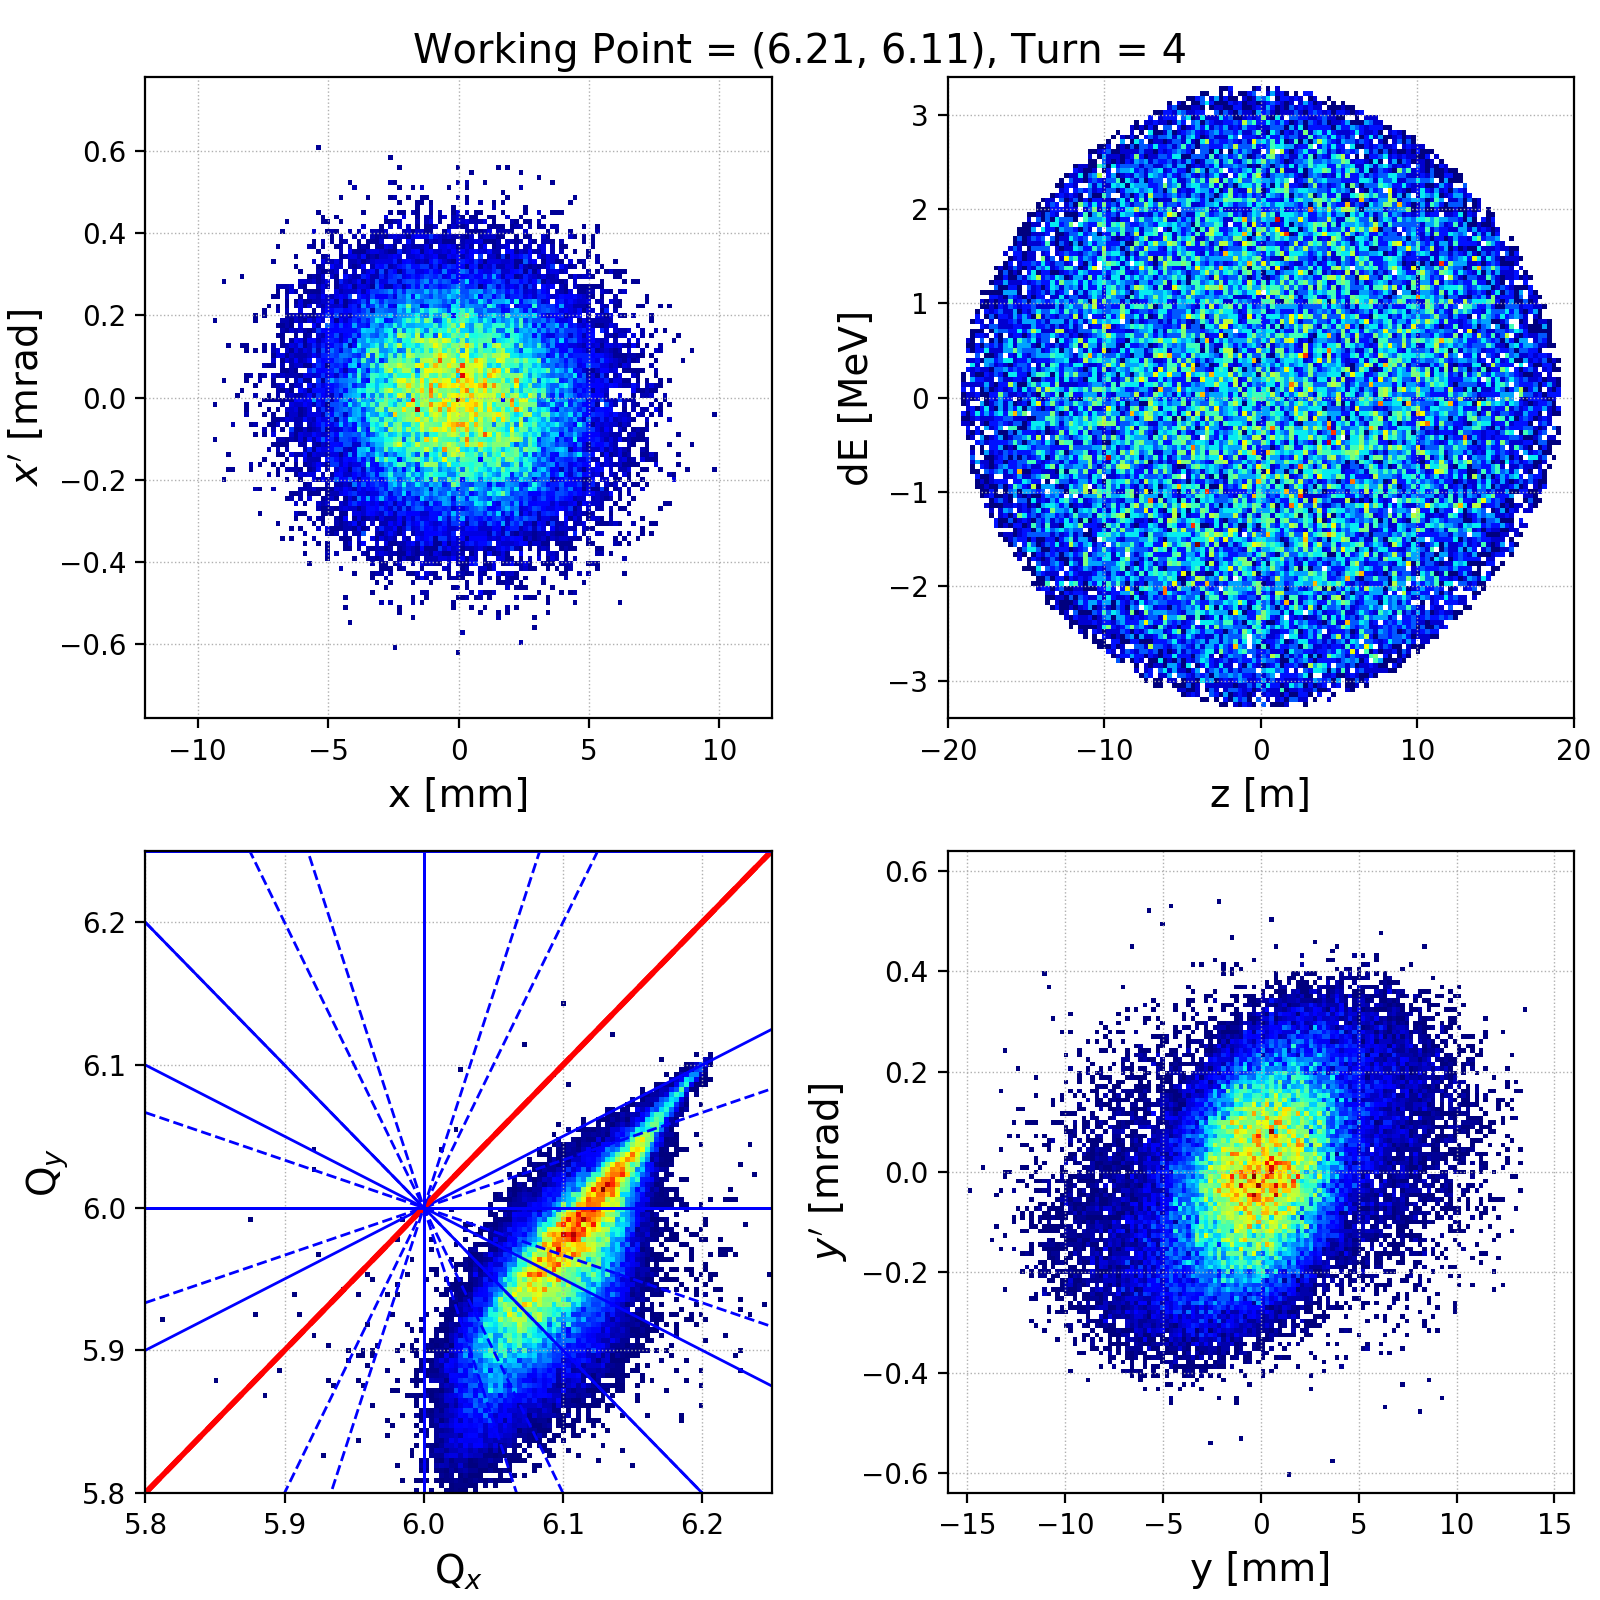 Working Point = (6.21, 6.11), Turn = 4
0.6
0.4
0.2
0.0
−0.2
−0.4
−0.6
x′ [mrad]
−10 −5 0 5 10
x [mm]
3
2
1
0
−1
−2
−3
dE [MeV]
−20 −10 0 10 20
z [m]
6.2
6.1
6.0
5.9
5.8
Qy
5.8 5.9 6.0 6.1 6.2
Qx
0.6
0.4
0.2
0.0
−0.2
−0.4
−0.6
y′ [mrad]
−15 −10 −5 0 5 10 15
y [mm]